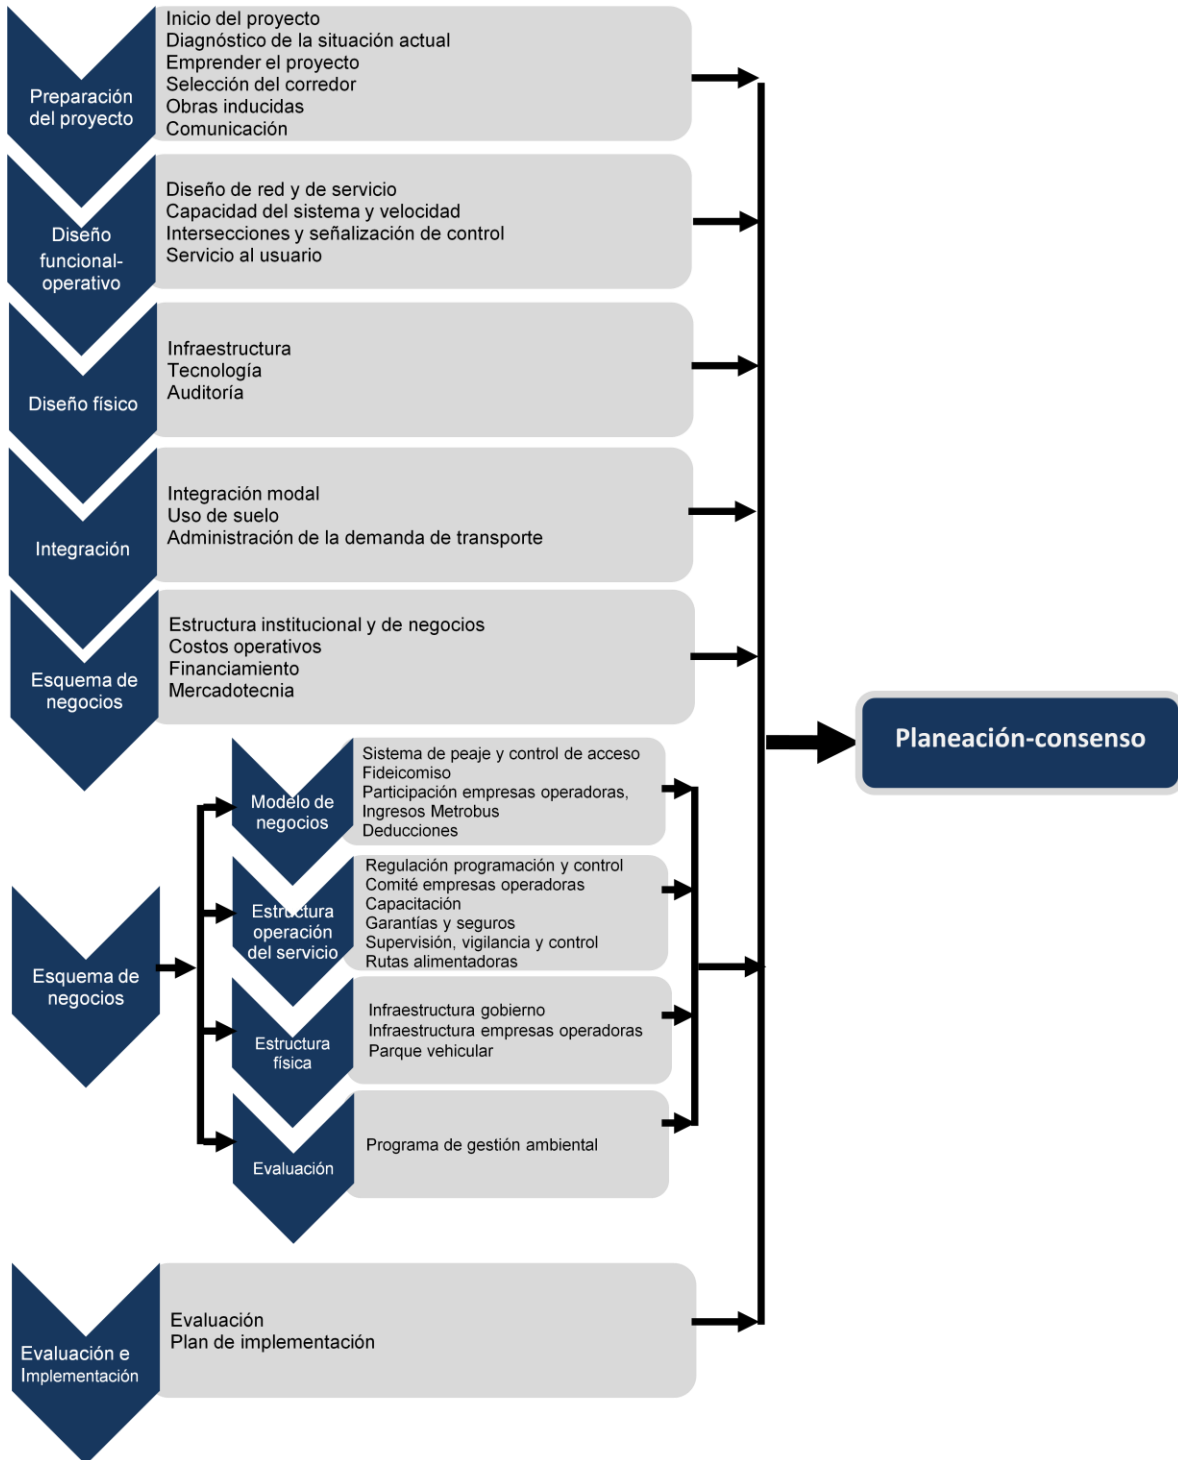 Preparación
del proyecto
Inicio del proyecto
Diagnóstico de la situación actual
Emprender el proyecto
Selección del corredor
Obras inducidas
Comunicación
Diseño
funcional-
operativo
Diseño de red y de servicio
Capacidad del sistema y velocidad
Intersecciones y señalización de control
Servicio al usuario
Diseño físico
Infraestructura
Tecnología
Auditoría
Integración
Integración modal
Uso de suelo
Administración de la demanda de transporte
Esquema de
negocios
Estructura institucional y de negocios
Costos operativos
Financiamiento
Mercadotecnia
Planeación-consenso
Esquema de
negocios
Modelo de
negocios
Sistema de peaje y control de acceso
Fideicomiso
Participación empresas operadoras,
Ingresos Metrobus
Deducciones
Estructura
operación
del servicio
Regulación programación y control
Comité empresas operadoras
Capacitación
Garantías y seguros
Supervisión, vigilancia y control
Rutas alimentadoras
Estructura
física
Infraestructura gobierno
Infraestructura empresas operadoras
Parque vehicular
Evaluación
Programa de gestión ambiental
Evaluación e
Implementación
Evaluación
Plan de implementación